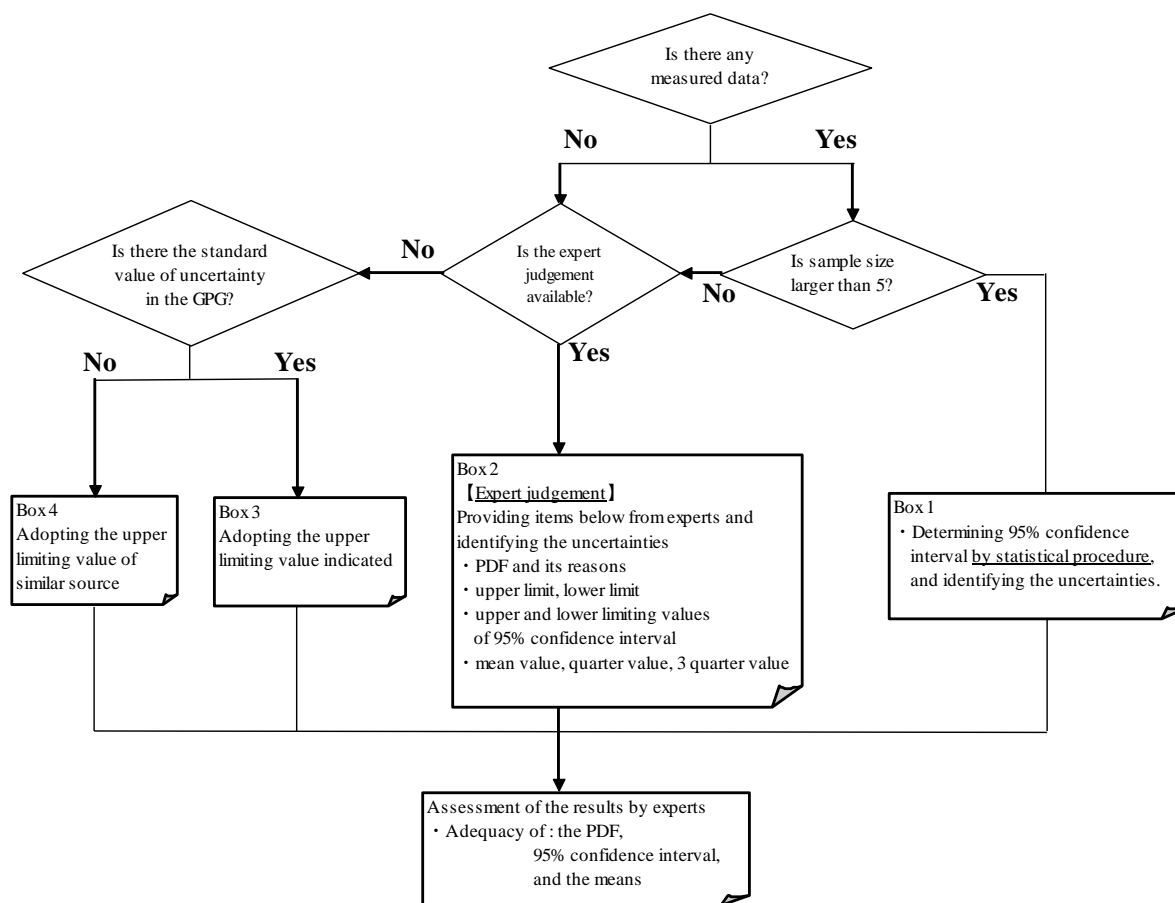 Is there any
measured data?
No
Yes
Is there the standard
value of uncertainty
in the GPG?
No
Is the expert
judgement
available?
No
Is sample size
larger than 5?
Yes
No
Yes
Yes
Box 4
Adopting the upper
limiting value of
similar source
Box 3
Adopting the upper
limiting value indicated
Box 2
【Expert judgement】
Providing items below from experts and
identifying the uncertainties
・PDF and its reasons
・upper limit, lower limit
・upper and lower limiting values
of 95% confidence interval
・mean value, quarter value, 3 quarter value
Box 1
・Determining 95% confidence
interval by statistical procedure,
and identifying the uncertainties.
Assessment of the results by experts
・Adequacy of : the PDF,
95% confidence interval,
and the means